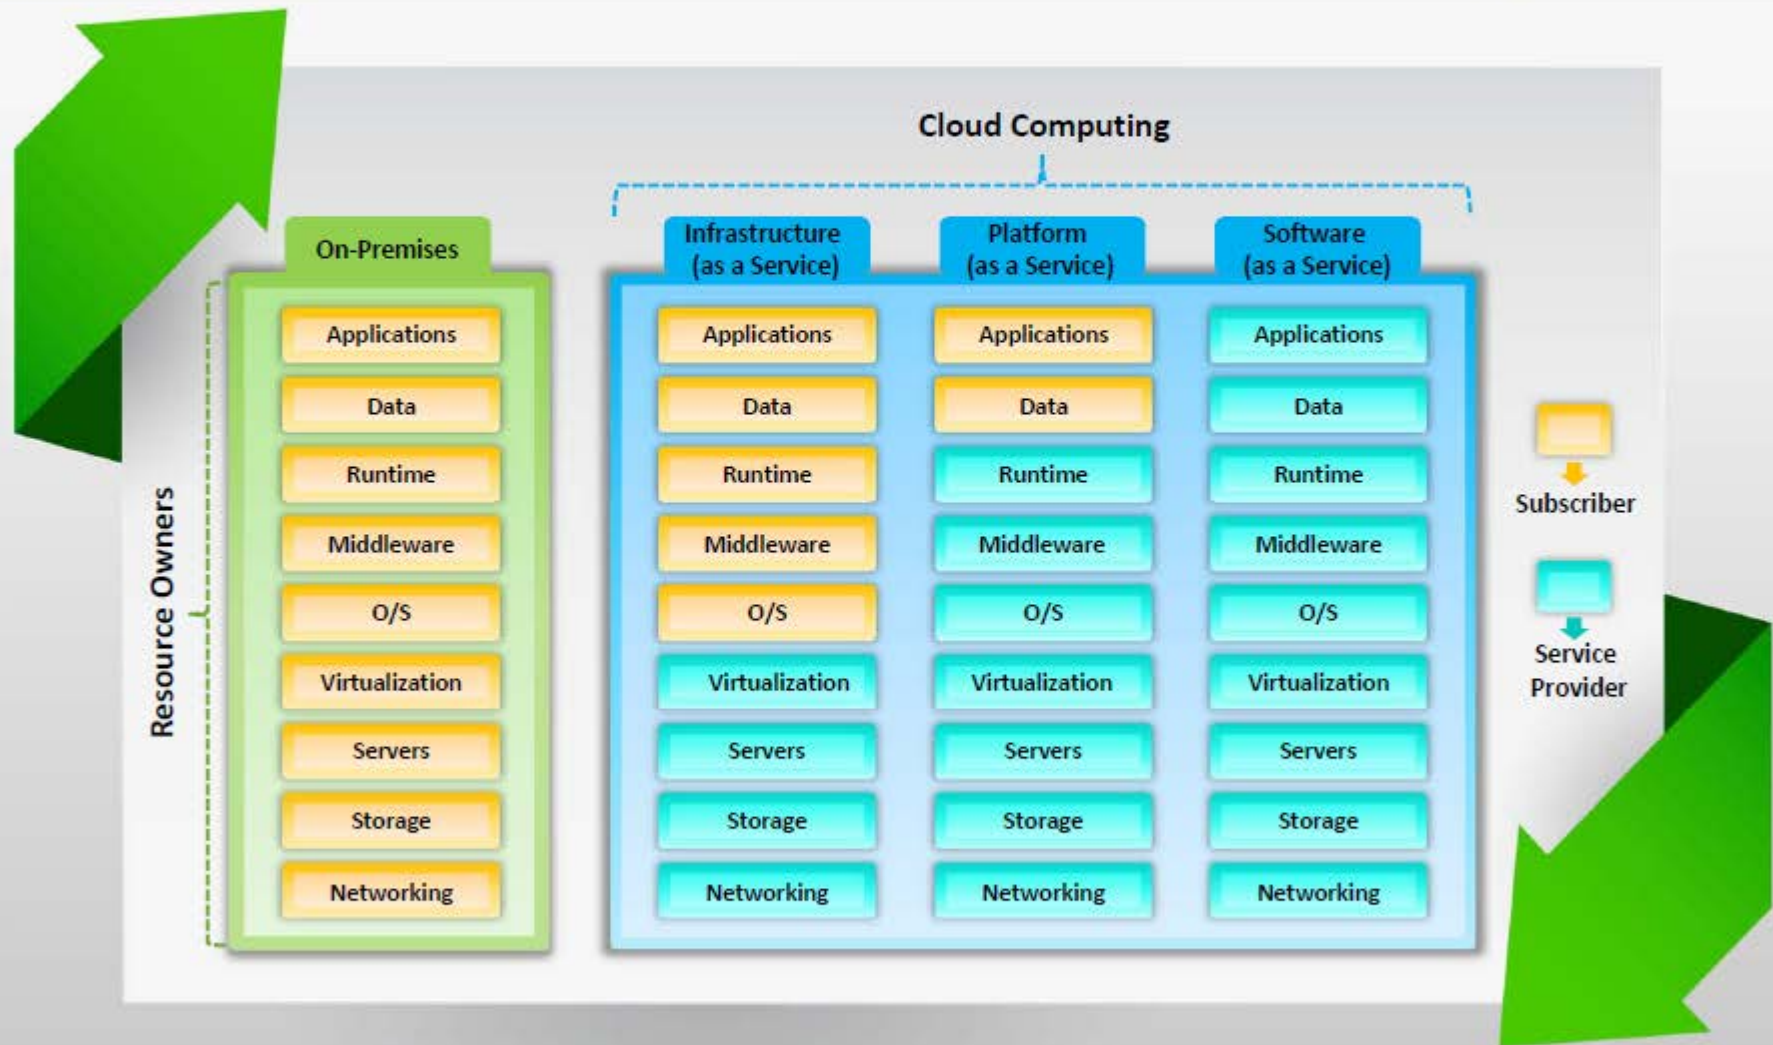 Cloud Computing
On-Premises
Infrastructure
(as a Service)
Platform
(as a Service)
Software
(as a Service)
Resource Owners
Applications
Data
Runtime
Middleware
O/S
Virtualization
Servers
Storage
Networking
Applications
Data
Runtime
Middleware
O/S
Virtualization
Servers
Storage
Networking
Applications
Data
Runtime
Middleware
O/S
Virtualization
Servers
Storage
Networking
Applications
Data
Runtime
Middleware
O/S
Virtualization
Servers
Storage
Networking
Subscriber
Service
Provider